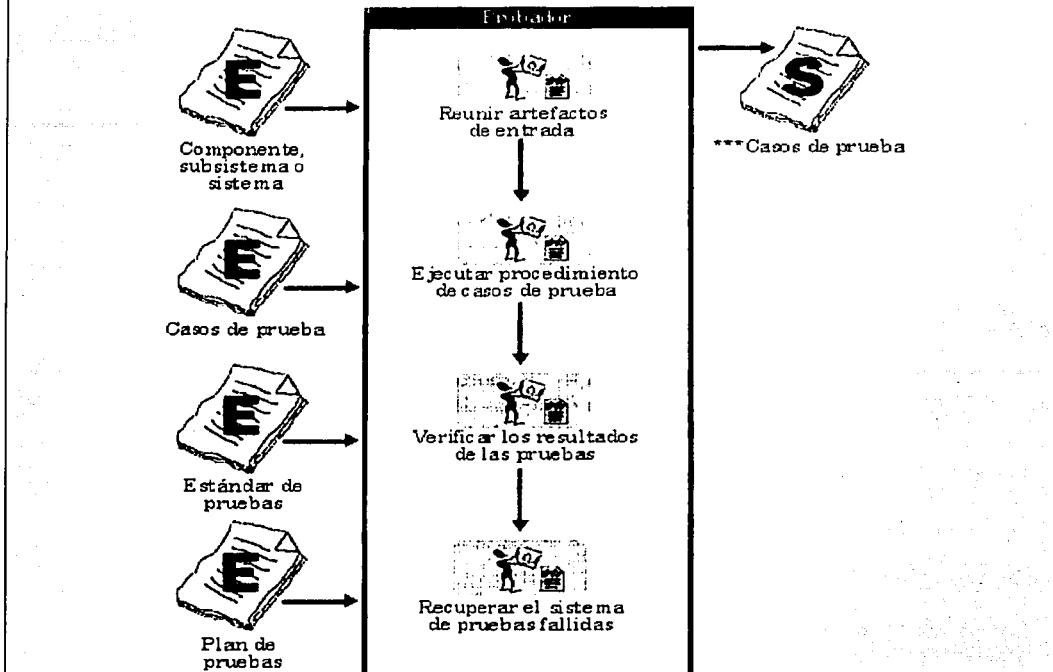 Probador
E
Componente,
subsistema o
sistema
E
Casos de prueba
E
Estándar de
pruebas
E
Plan de
pruebas
Reunir artefactos
de entrada
Ejecutar procedimiento
de casos de prueba
Verificar los resultados
de las pruebas
Recuperar el sistema
de pruebas fallidas
S
***Casos de prueba